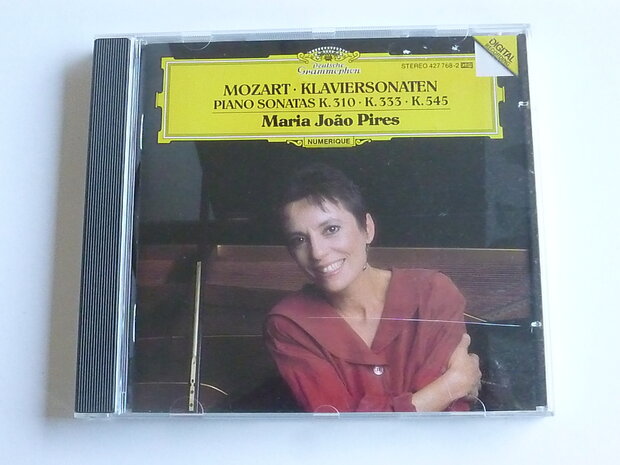 Deutsche
Grammophon
STEREO 427 768-2
DIGITAL
MOZART · KLAVIERSONATEN
PIANO SONATAS K. 310 · K. 333 · K. 545
Maria João Pires
NUMERIQUE